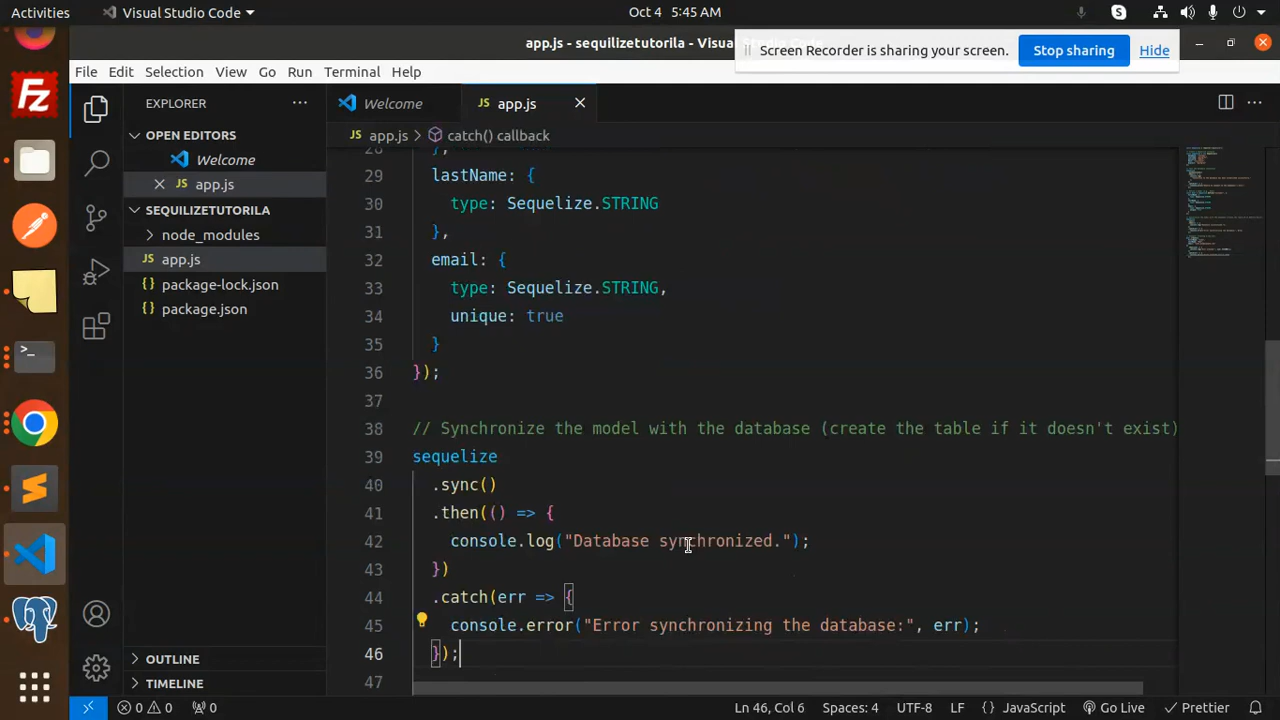 Activities
Visual Studio Code
Oct 4 5:45 AM
app.js - sequilizetutorila - Visual
Screen Recorder is sharing your screen.
Stop sharing
Hide
File Edit Selection View Go Run Terminal Help
EXPLORER
Welcome
app.js
OPEN EDITORS
Welcome
JS app.js
SEQUILIZETUTORILA
node_modules
JS app.js
package-lock.json
package.json
OUTLINE
TIMELINE
JS app.js > catch() callback
28 },
29 lastName: {
30 type: Sequelize.STRING
31 },
32 email: {
33 type: Sequelize.STRING,
34 unique: true
35 }
36 });
37
38 // Synchronize the model with the database (create the table if it doesn't exist)
39 sequelize
40 .sync()
41 .then(() => {
42 console.log("Database synchronized.");
43 })
44 .catch(err => {
45 console.error("Error synchronizing the database:", err);
46 });
47
0 0 0
Ln 46, Col 6 Spaces: 4 UTF-8 LF {} JavaScript Go Live Prettier